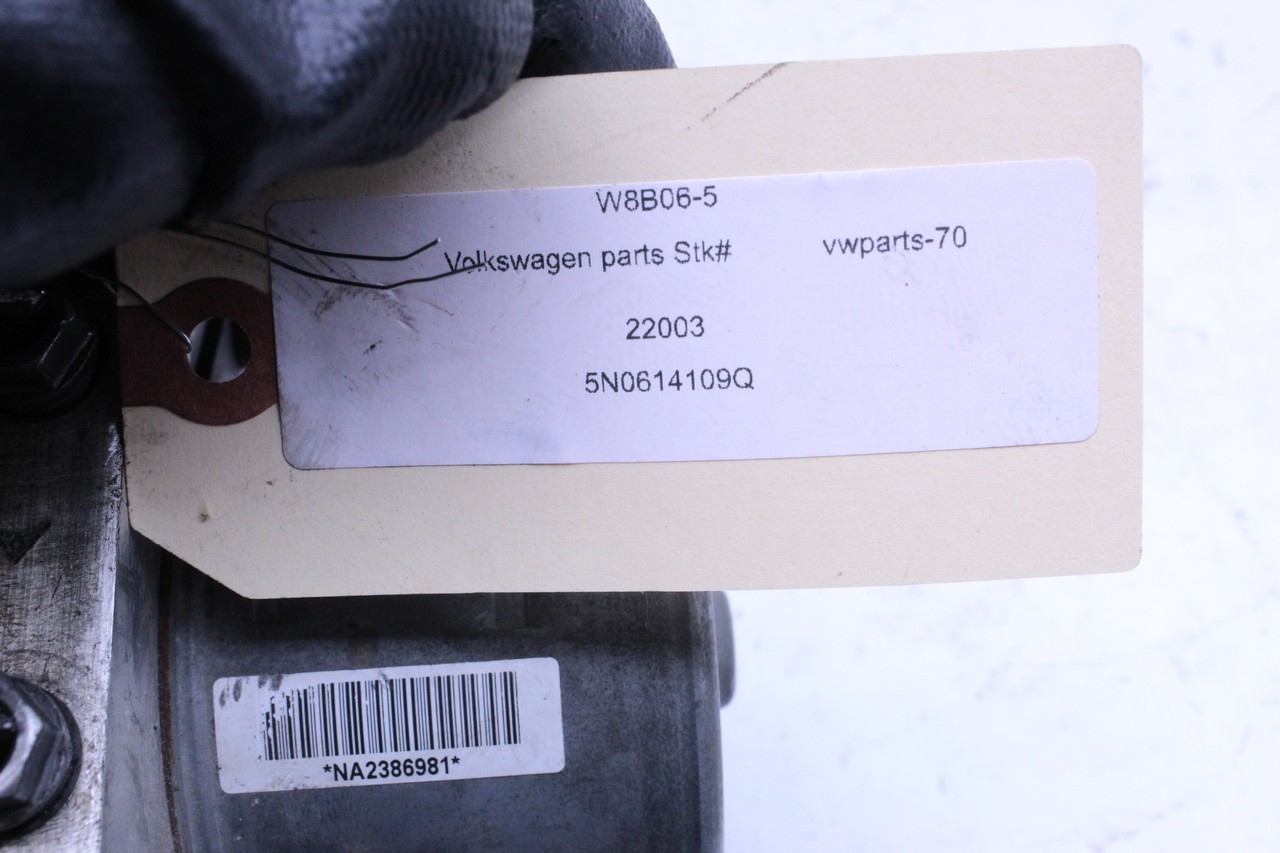 W8B06-5
Volkswagen parts Stk# vwparts-70
22003
5N0614109Q
*NA2386981*